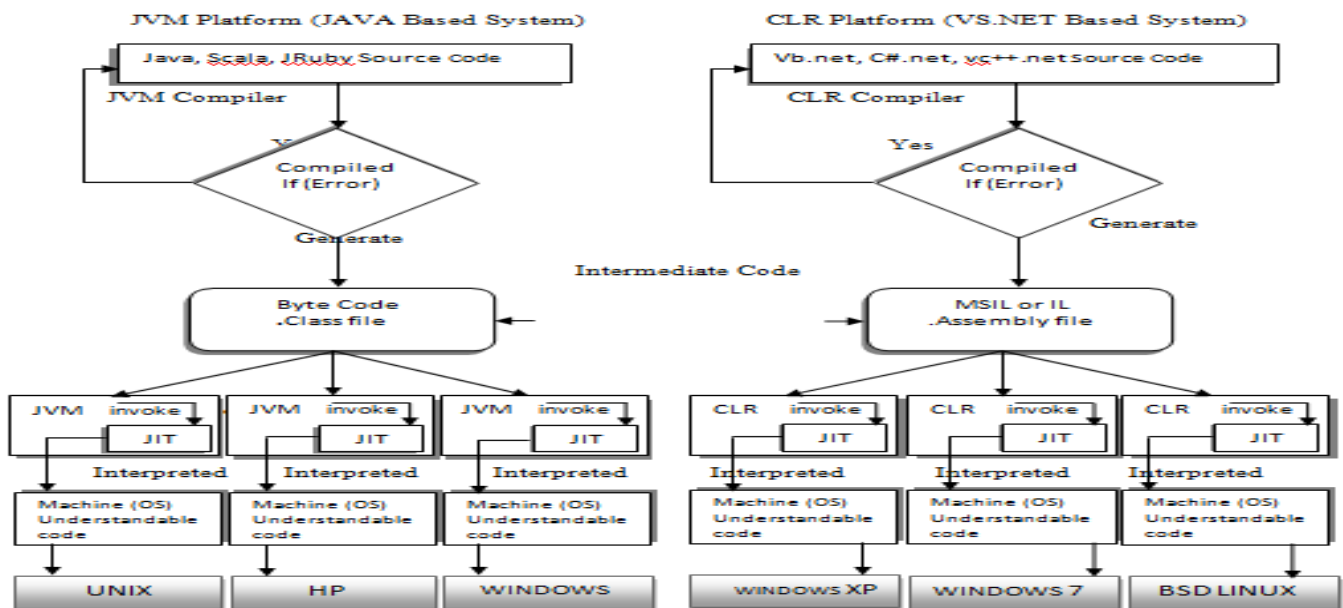 JVM Platform (JAVA Based System)
Java, Scala, JRuby Source Code
JVM Compiler
Compiled
If (Error)
Generate
CLR Platform (VS.NET Based System)
Vb.net, C#.net, vc++.net Source Code
CLR Compiler
Yes
Compiled
If (Error)
Generate
Intermediate Code
Byte Code
.Class file
MSIL or IL
.Assembly file
JVM invoke
JIT
JVM invoke
JIT
JVM invoke
JIT
CLR invoke
JIT
CLR invoke
JIT
CLR invoke
JIT
Interpreted
Interpreted
Interpreted
Interpreted
Interpreted
Interpreted
Machine (OS)
Understandable
code
Machine (OS)
Understandable
code
Machine (OS)
Understandable
code
Machine (OS)
Understandable
code
Machine (OS)
Understandable
code
Machine (OS)
Understandable
code
UNIX
HP
WINDOWS
WINDOWS XP
WINDOWS 7
BSD LINUX